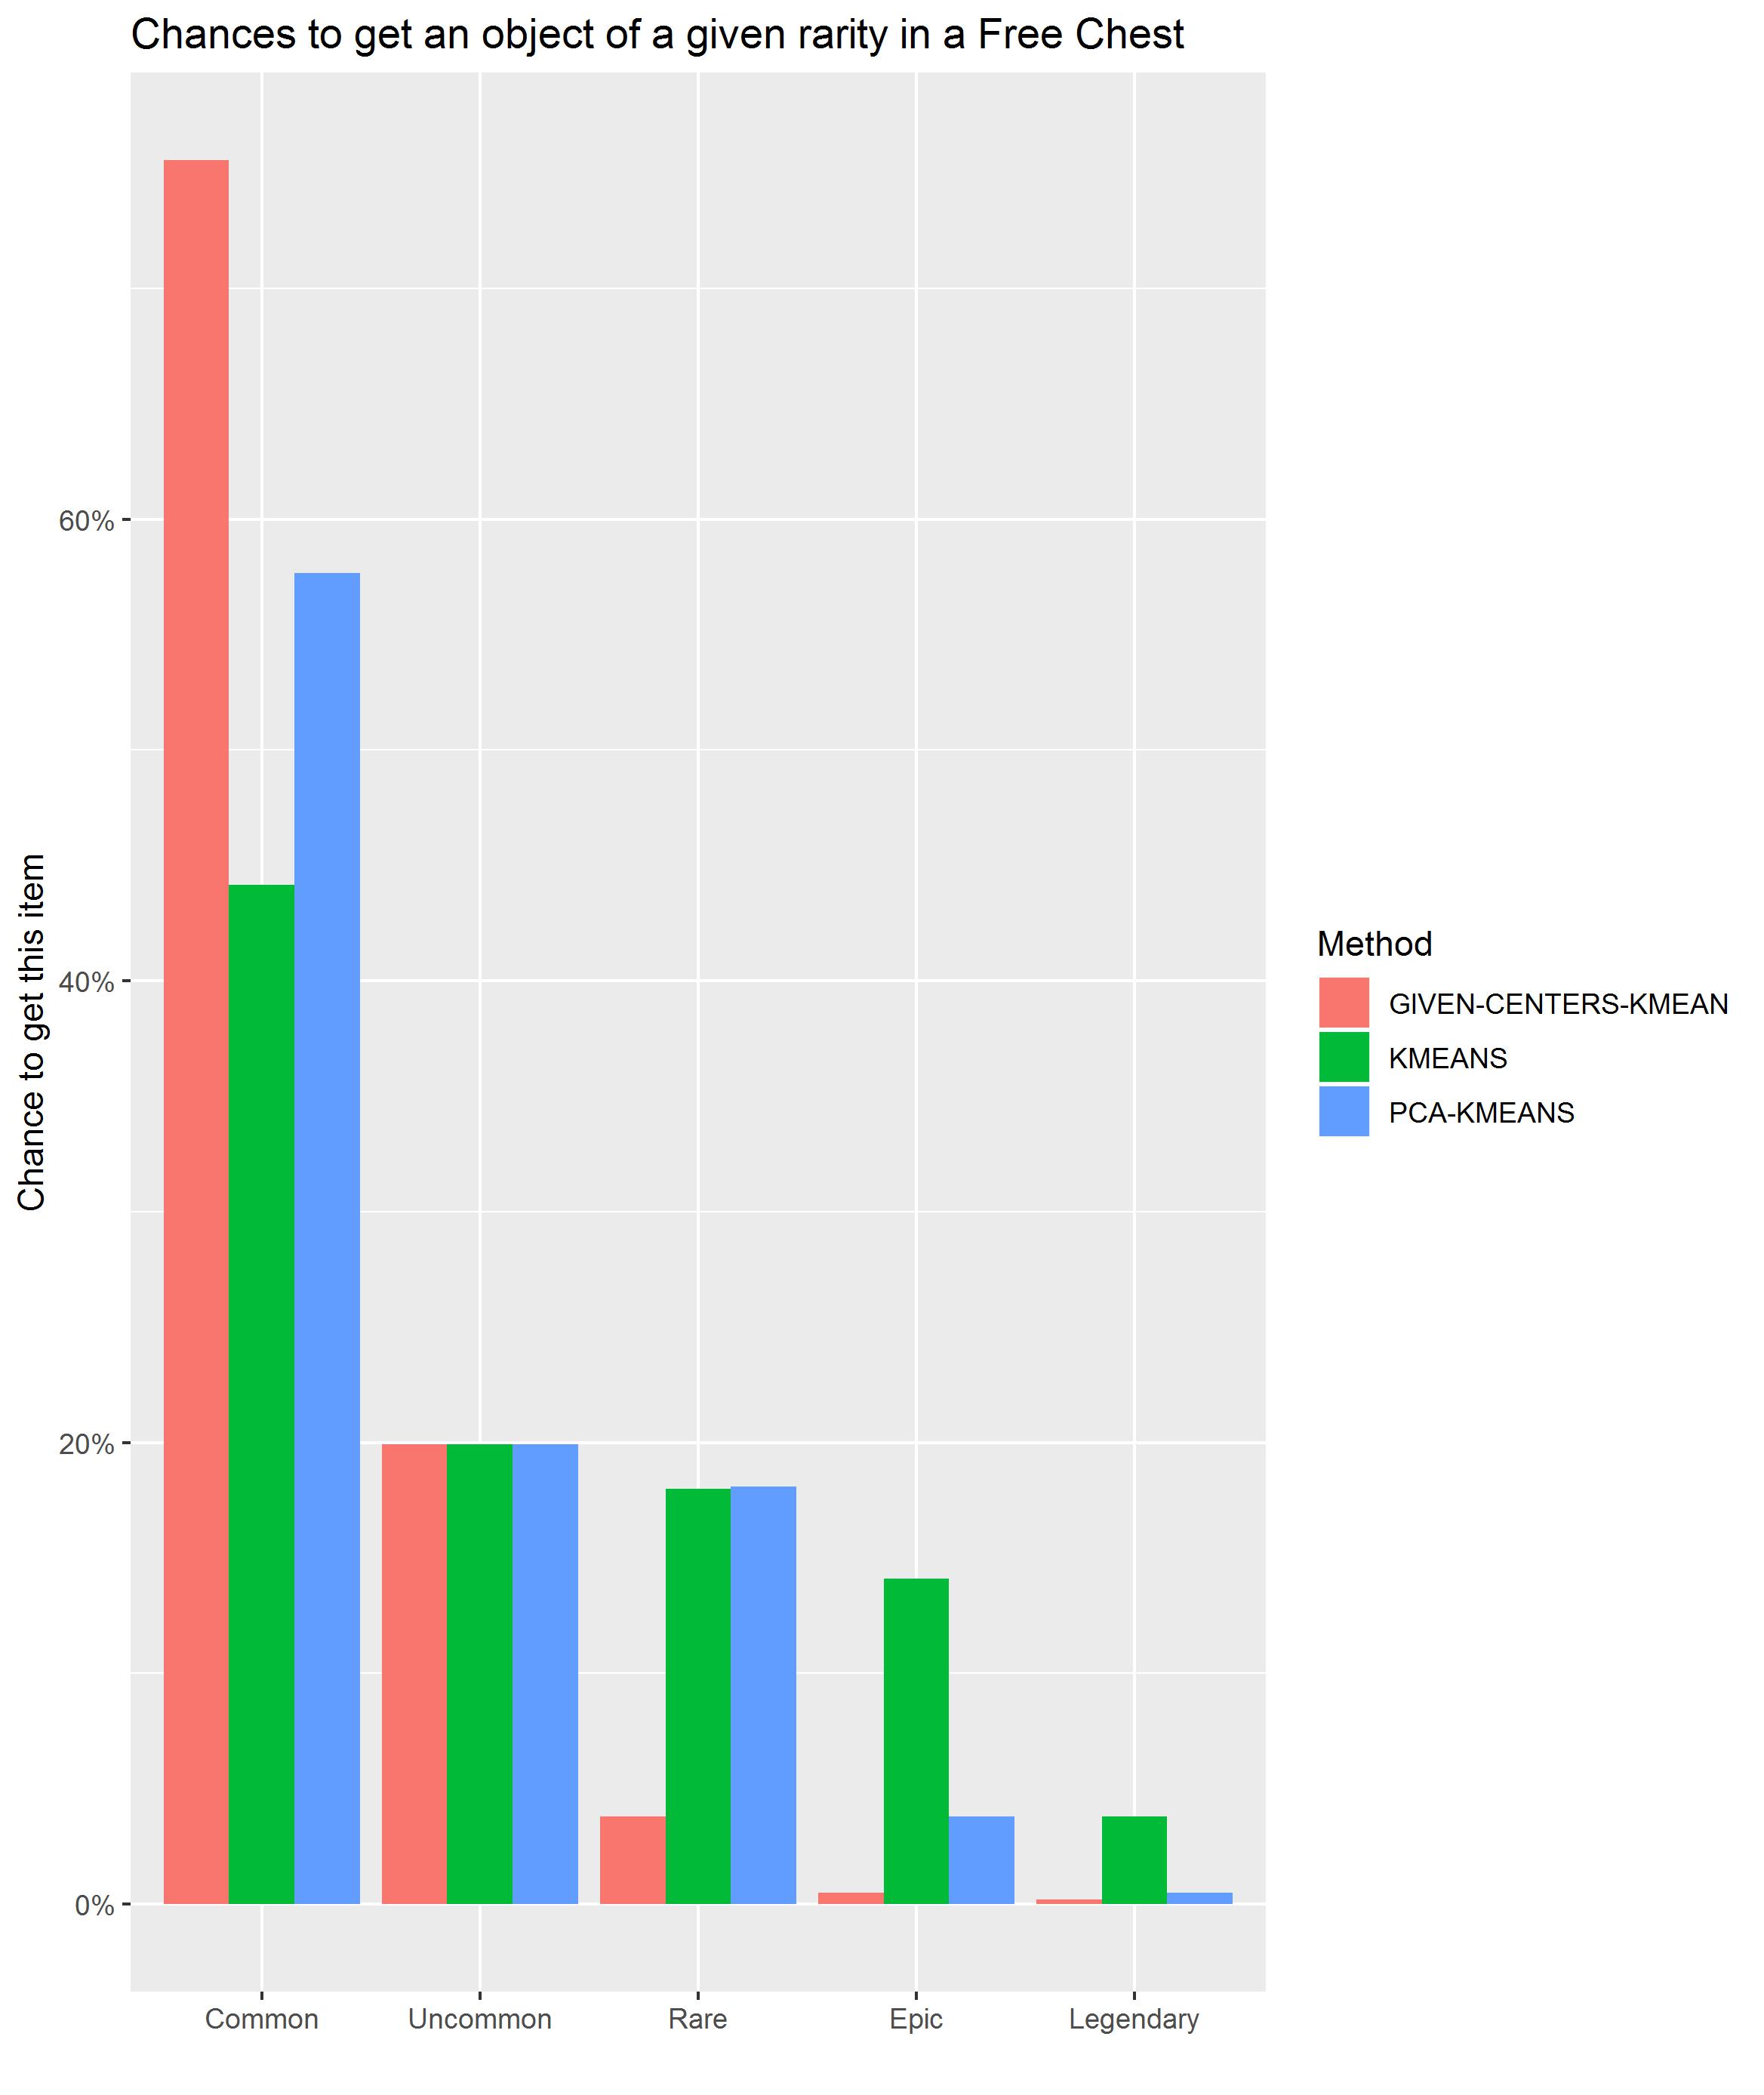 Chances to get an object of a given rarity in a Free Chest
Chance to get this item
60%
40%
20%
0%
Common
Uncommon
Rare
Epic
Legendary
Method
GIVEN-CENTERS-KMEAN
KMEANS
PCA-KMEANS